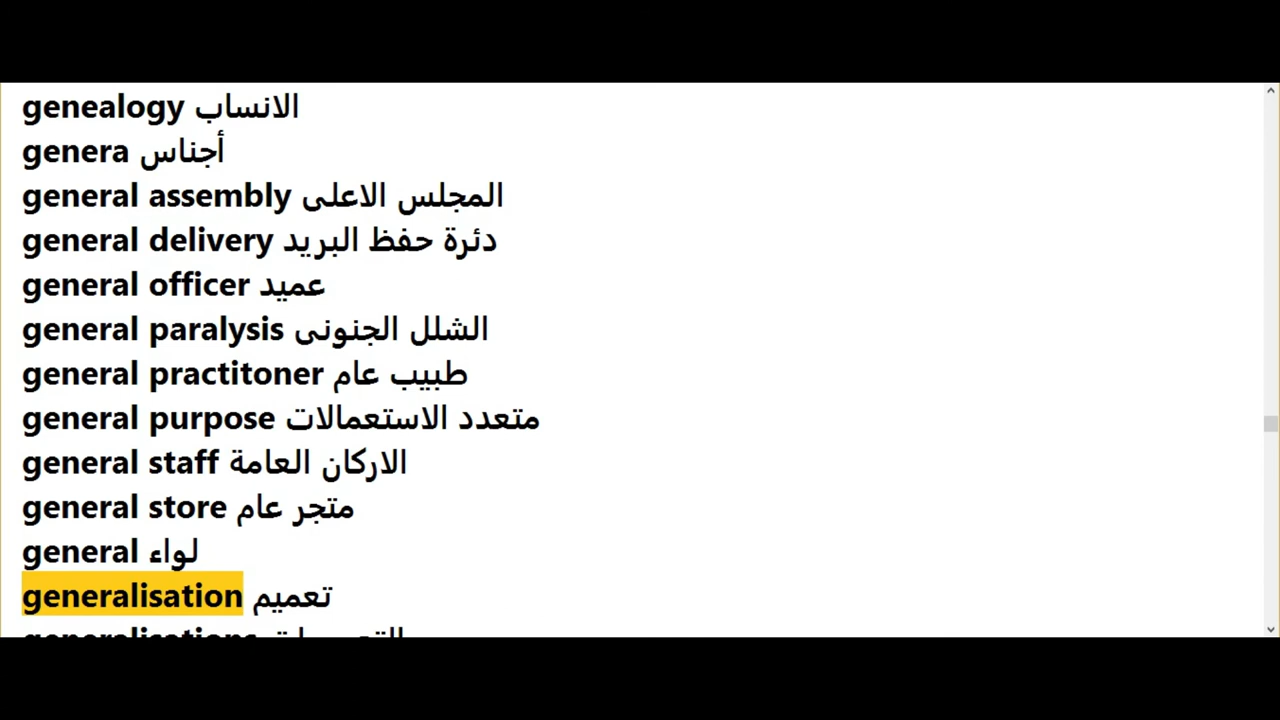 genealogy الانساب
genera أجناس
general assembly المجلس الاعلى
general delivery دئرة حفظ البريد
general officer عميد
general paralysis الشلل الجنونى
general practitoner طبيب عام
general purpose متعدد الاستعمالات
general staff الاركان العامة
general store متجر عام
general لواء
generalisation تعميم
generalisations